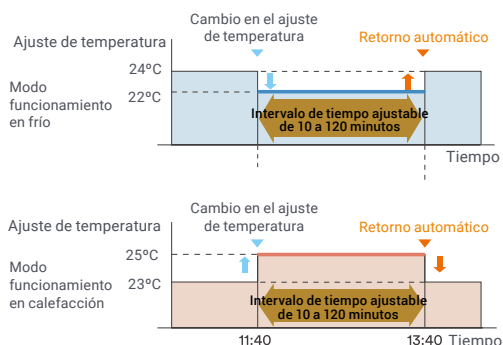 Cambio en el ajuste
de temperatura
Ajuste de temperatura
Retorno automático
24ºC
22ºC
Modo
funcionamiento
en frío
Intervalo de tiempo ajustable
de 10 a 120 minutos
Tiempo
Cambio en el ajuste
de temperatura
Ajuste de temperatura
Retorno automático
25ºC
23ºC
Modo
funcionamiento
en calefacción
Intervalo de tiempo ajustable
de 10 a 120 minutos
11:40
13:40
Tiempo